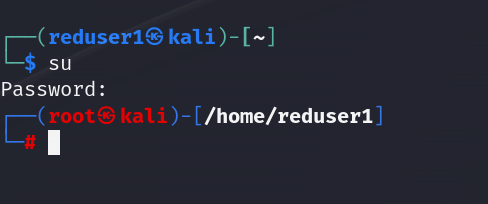 ┌──(reduser1㉿kali)-[~]
└─$ su
Password:
┌──(root㉿kali)-[/home/reduser1]
└─#